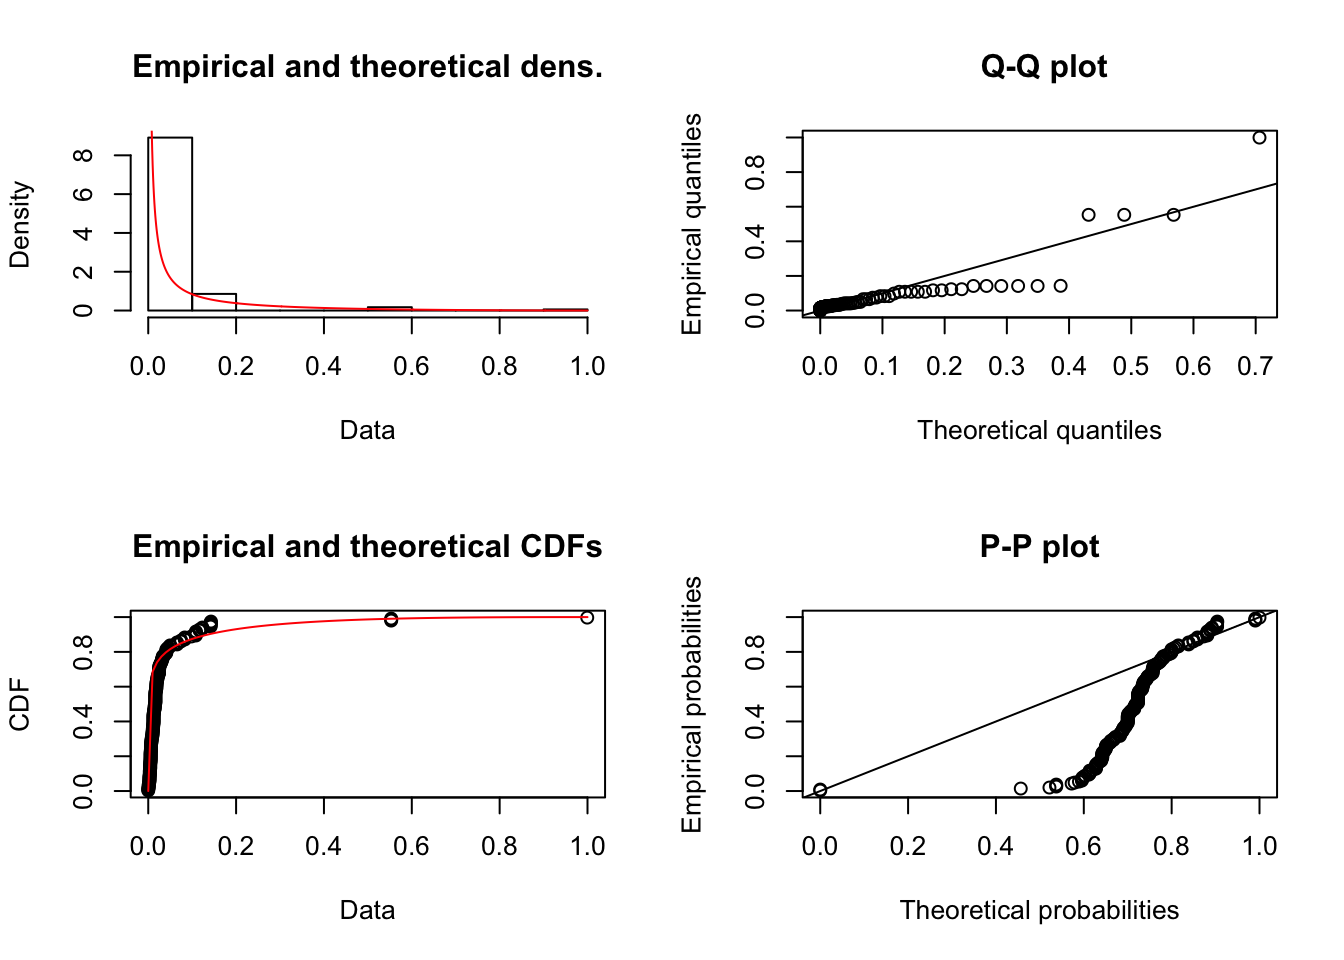 Empirical and theoretical dens.
Density
0 2 4 6 8
0.0 0.2 0.4 0.6 0.8 1.0
Data
Q-Q plot
Empirical quantiles
0.0 0.4 0.8
0.0 0.1 0.2 0.3 0.4 0.5 0.6 0.7
Theoretical quantiles
Empirical and theoretical CDFs
CDF
0.0 0.4 0.8
0.0 0.2 0.4 0.6 0.8 1.0
Data
P-P plot
Empirical probabilities
0.0 0.4 0.8
0.0 0.2 0.4 0.6 0.8 1.0
Theoretical probabilities